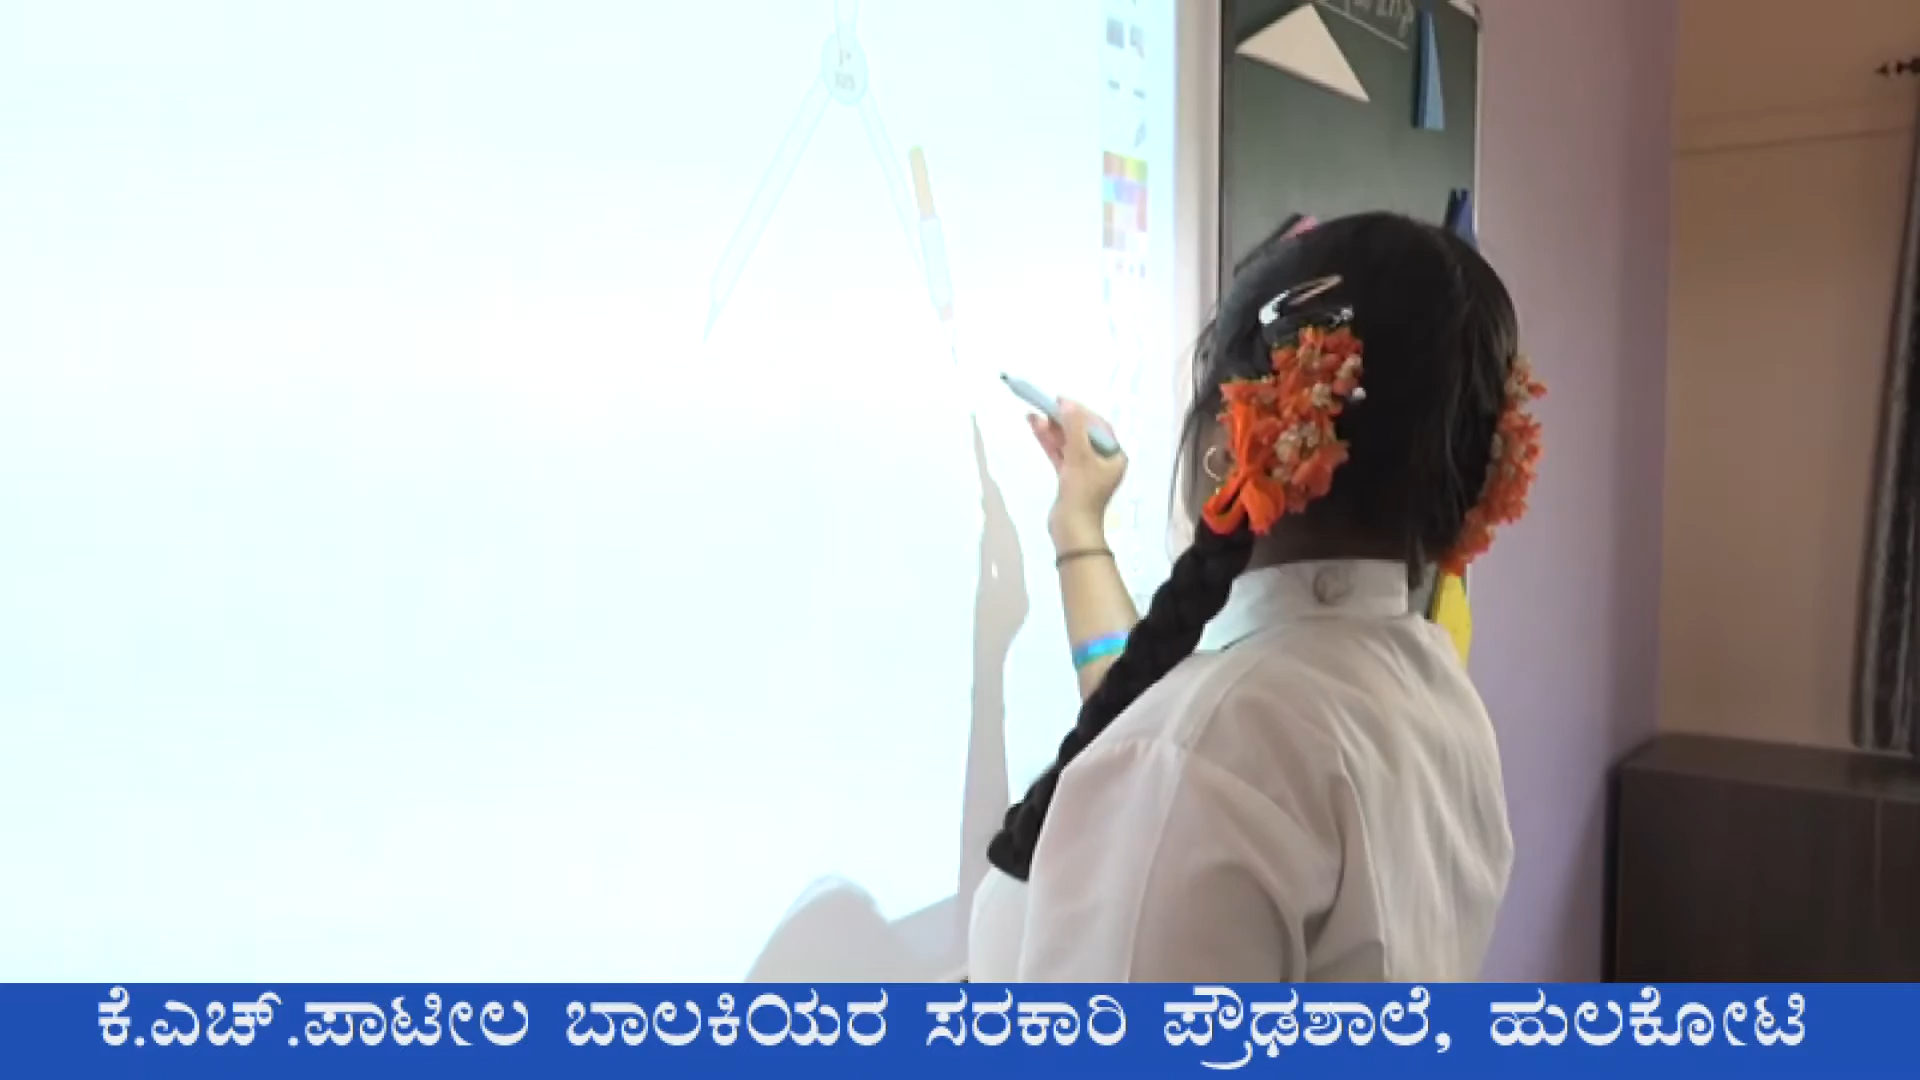 ಕೆ.ಎಚ್.ಪಾಟೀಲ ಬಾಲಕಿಯರ ಸರಕಾರಿ ಪ್ರೌಢಶಾಲೆ, ಹುಲಕೋಟಿ